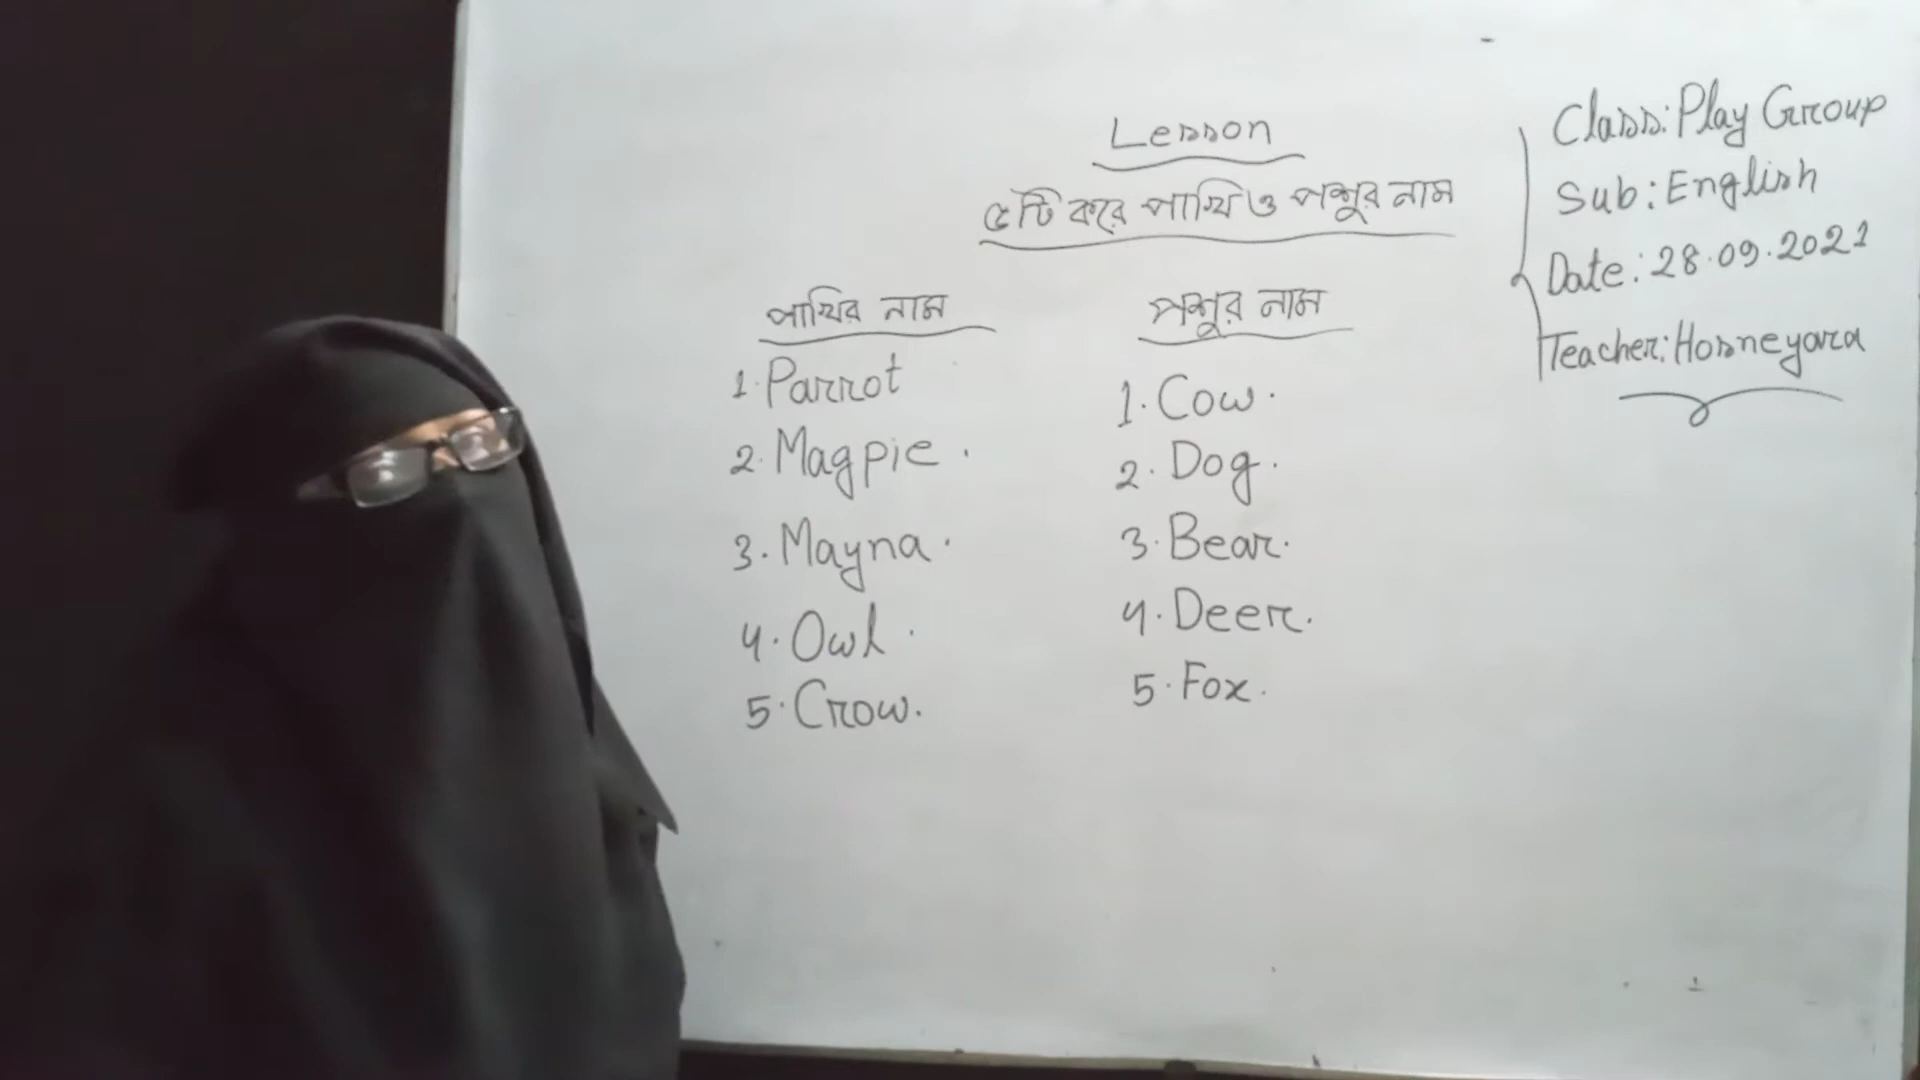 Lesson
৫টি করে পাখি ও পশুর নাম
Class: Play Group
Sub: English
Date: 28.09.2021
Teacher: Hosneyara
পাখির নাম
1. Parrot
2. Magpie.
3. Mayna.
4. Owl.
5. Crow.
পশুর নাম
1. Cow.
2. Dog.
3. Bear.
4. Deer.
5. Fox.